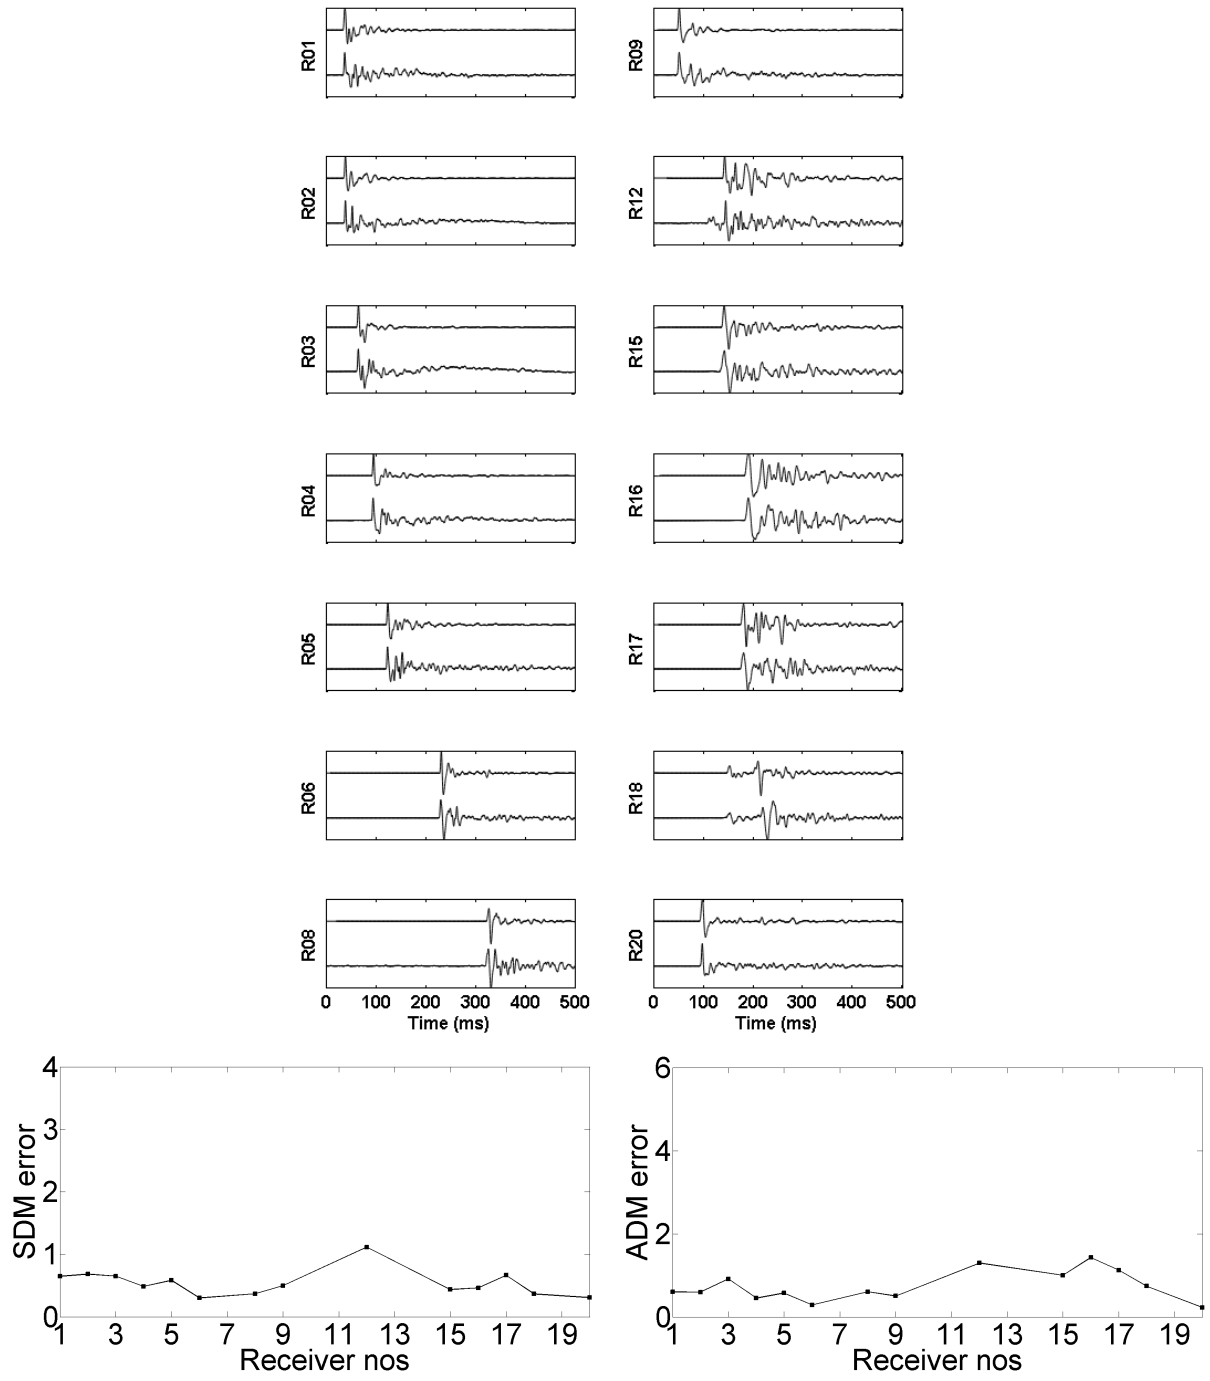 R01
R09
R02
R12
R03
R15
R04
R16
R05
R17
R06
R18
R08
R20
0 100 200 300 400 500
0 100 200 300 400 500
Time (ms)
Time (ms)
4
3
2
1
0
SDM error
1 3 5 7 9 11 13 15 17 19
Receiver nos
6
4
2
0
ADM error
1 3 5 7 9 11 13 15 17 19
Receiver nos